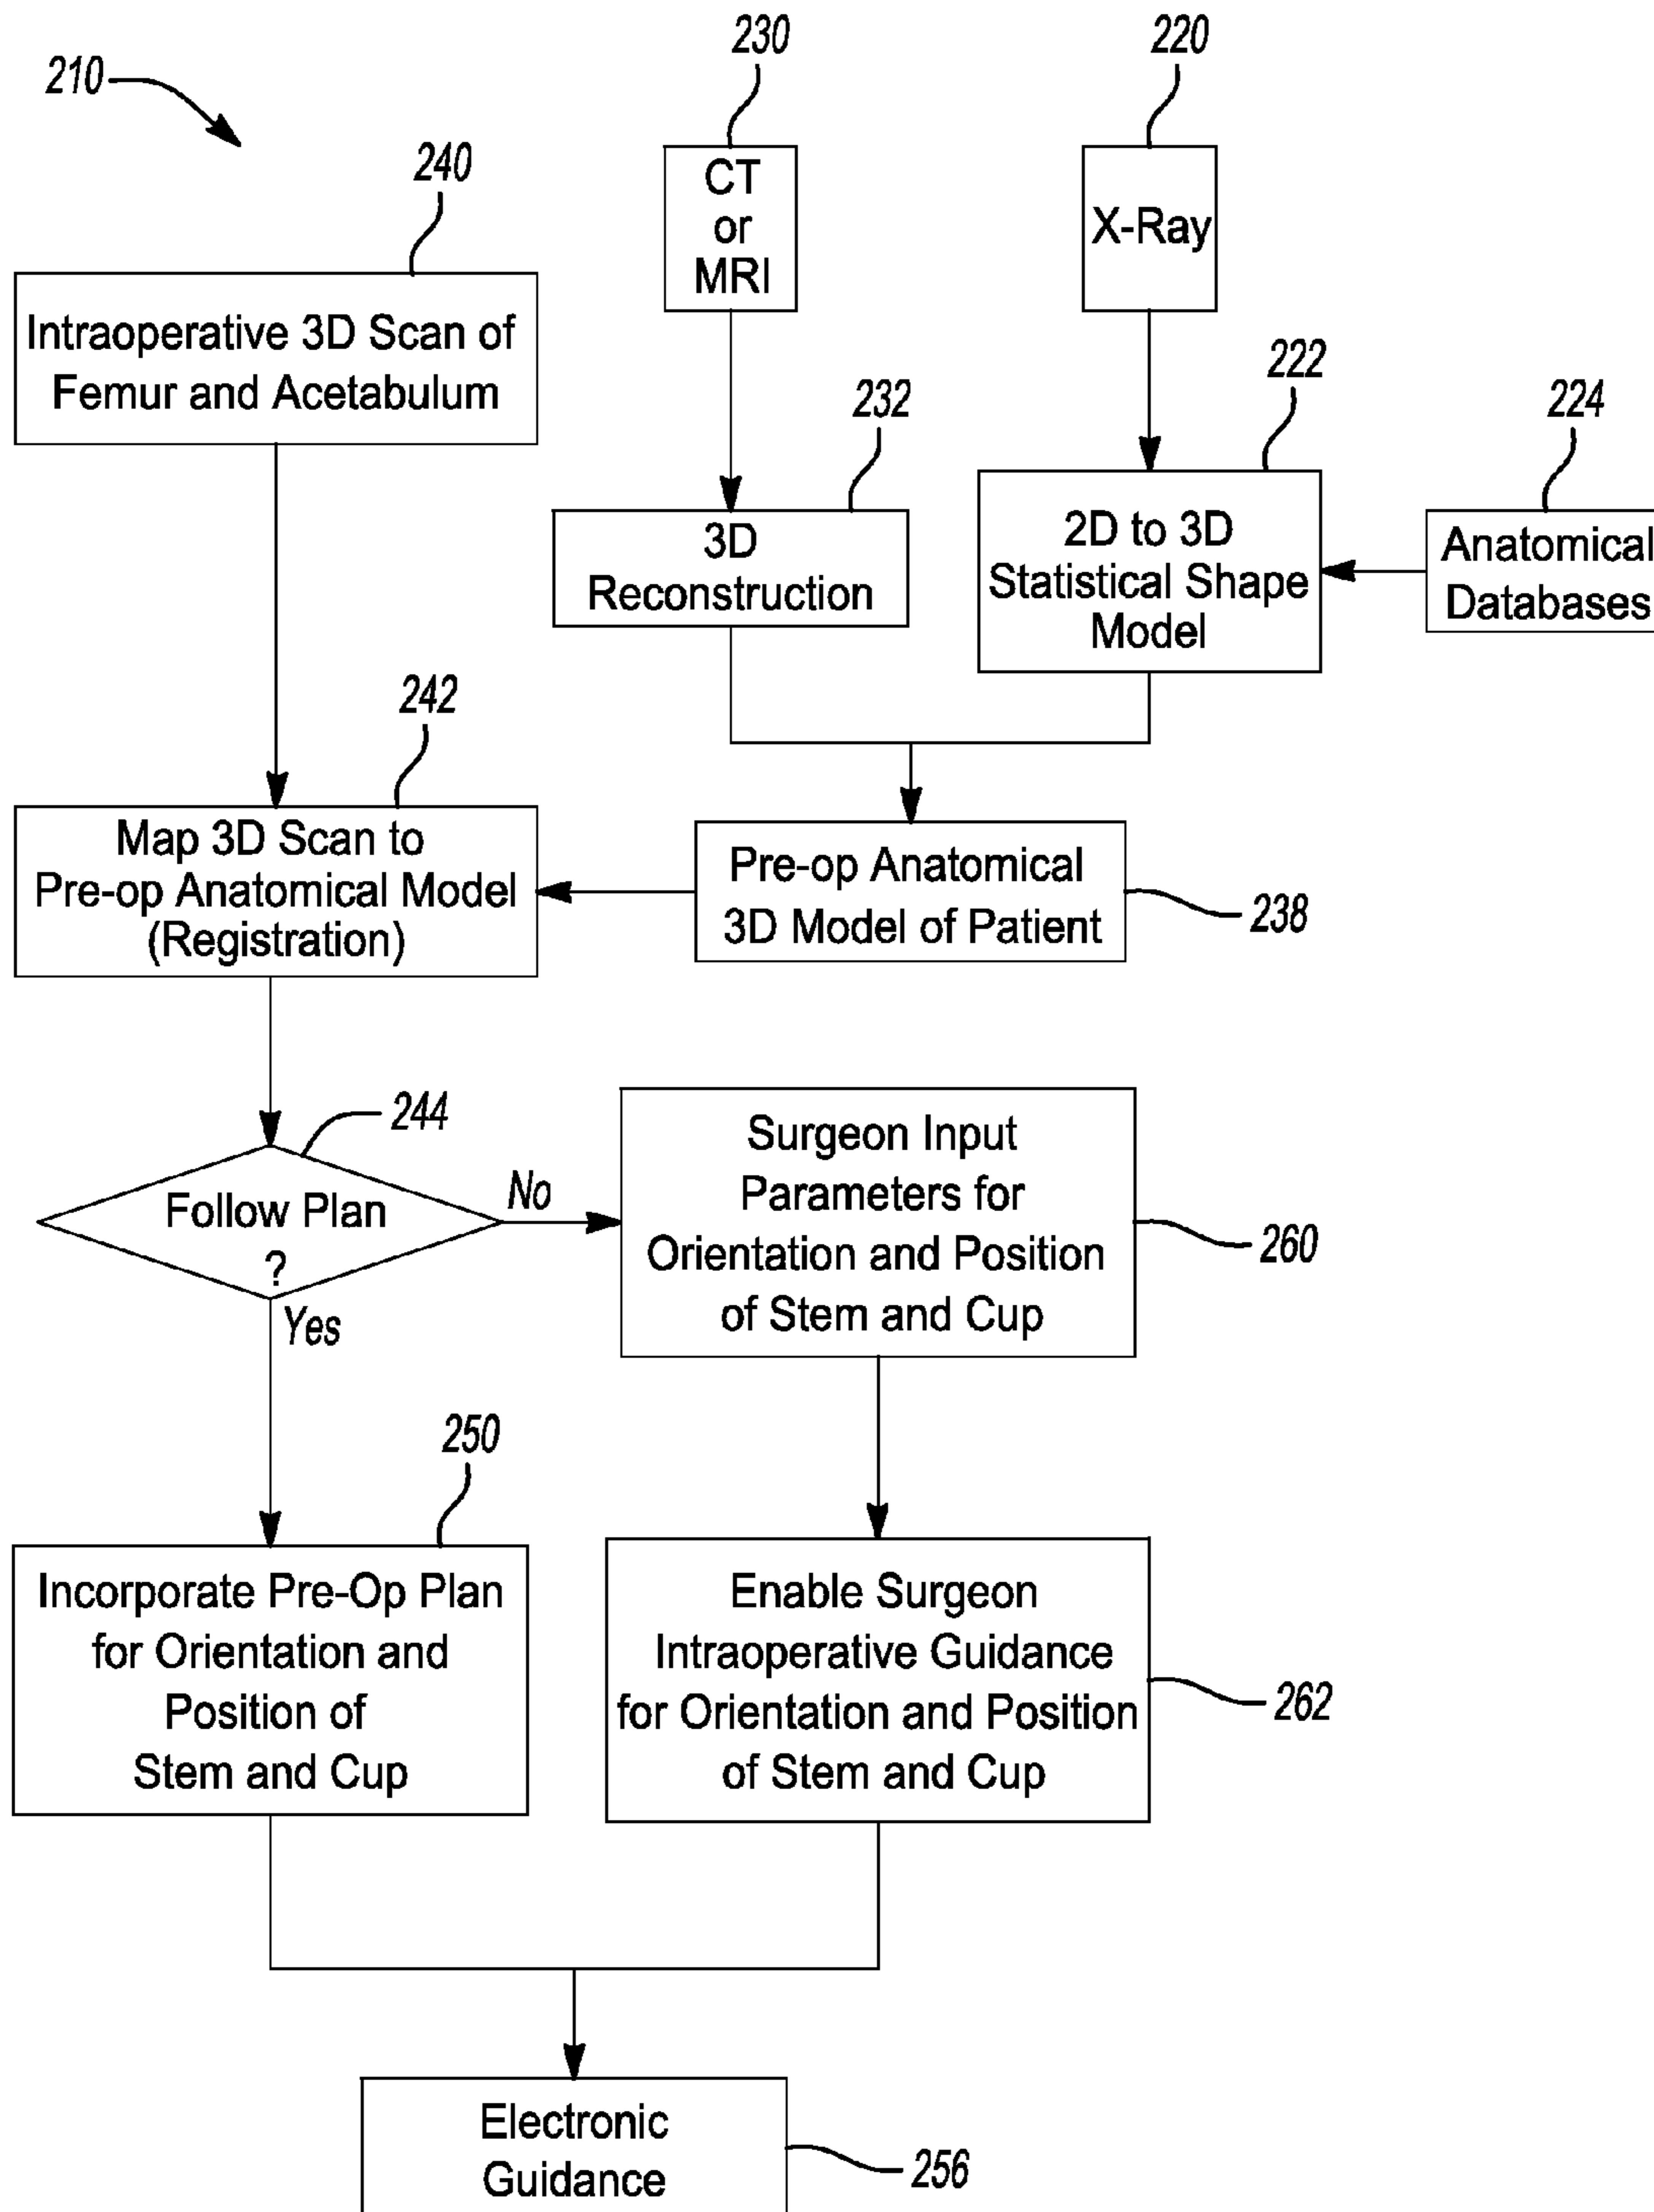 230
220
210
240
CT
or
MRI
X-Ray
Intraoperative 3D Scan of
Femur and Acetabulum
222
232
224
3D
Reconstruction
2D to 3D
Statistical Shape
Model
Anatomical
Databases
242
Map 3D Scan to
Pre-op Anatomical Model
(Registration)
Pre-op Anatomical
3D Model of Patient
238
244
Follow Plan
?
No
Yes
Surgeon Input
Parameters for
Orientation and Position
of Stem and Cup
260
250
Incorporate Pre-Op Plan
for Orientation and
Position of
Stem and Cup
Enable Surgeon
Intraoperative Guidance
for Orientation and Position
of Stem and Cup
262
Electronic
Guidance
256